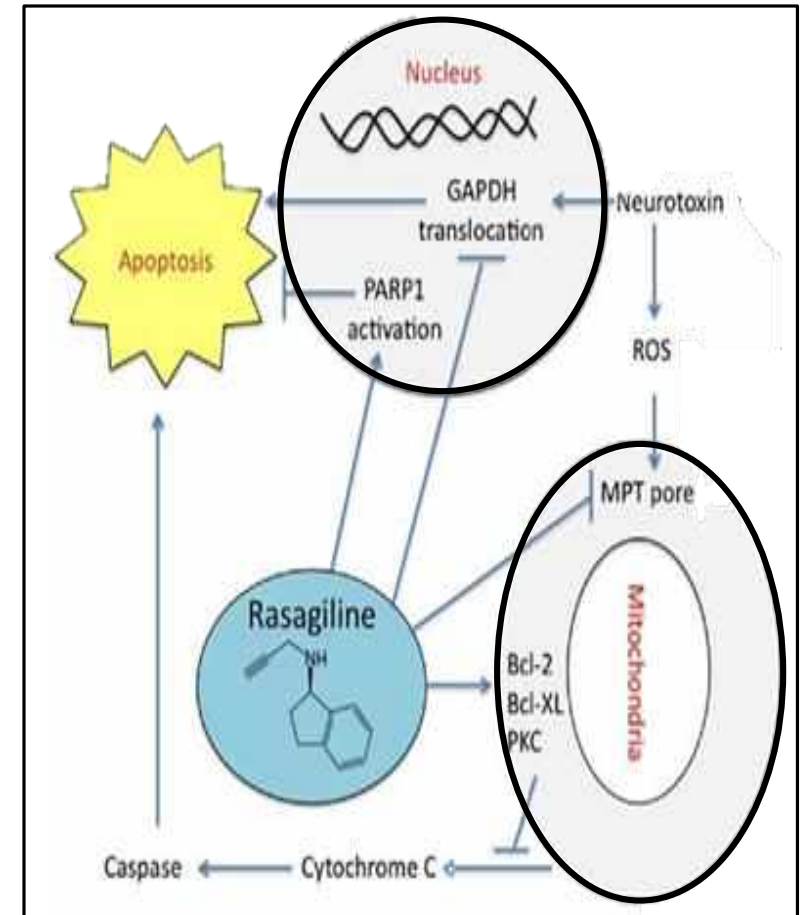 Nucleus
GAPDH
translocation
Neurotoxin
Apoptosis
PARP1
activation
ROS
MPT pore
Rasagiline
NH
Mitochondria
Bcl-2
Bcl-XL
PKC
Caspase
Cytochrome C